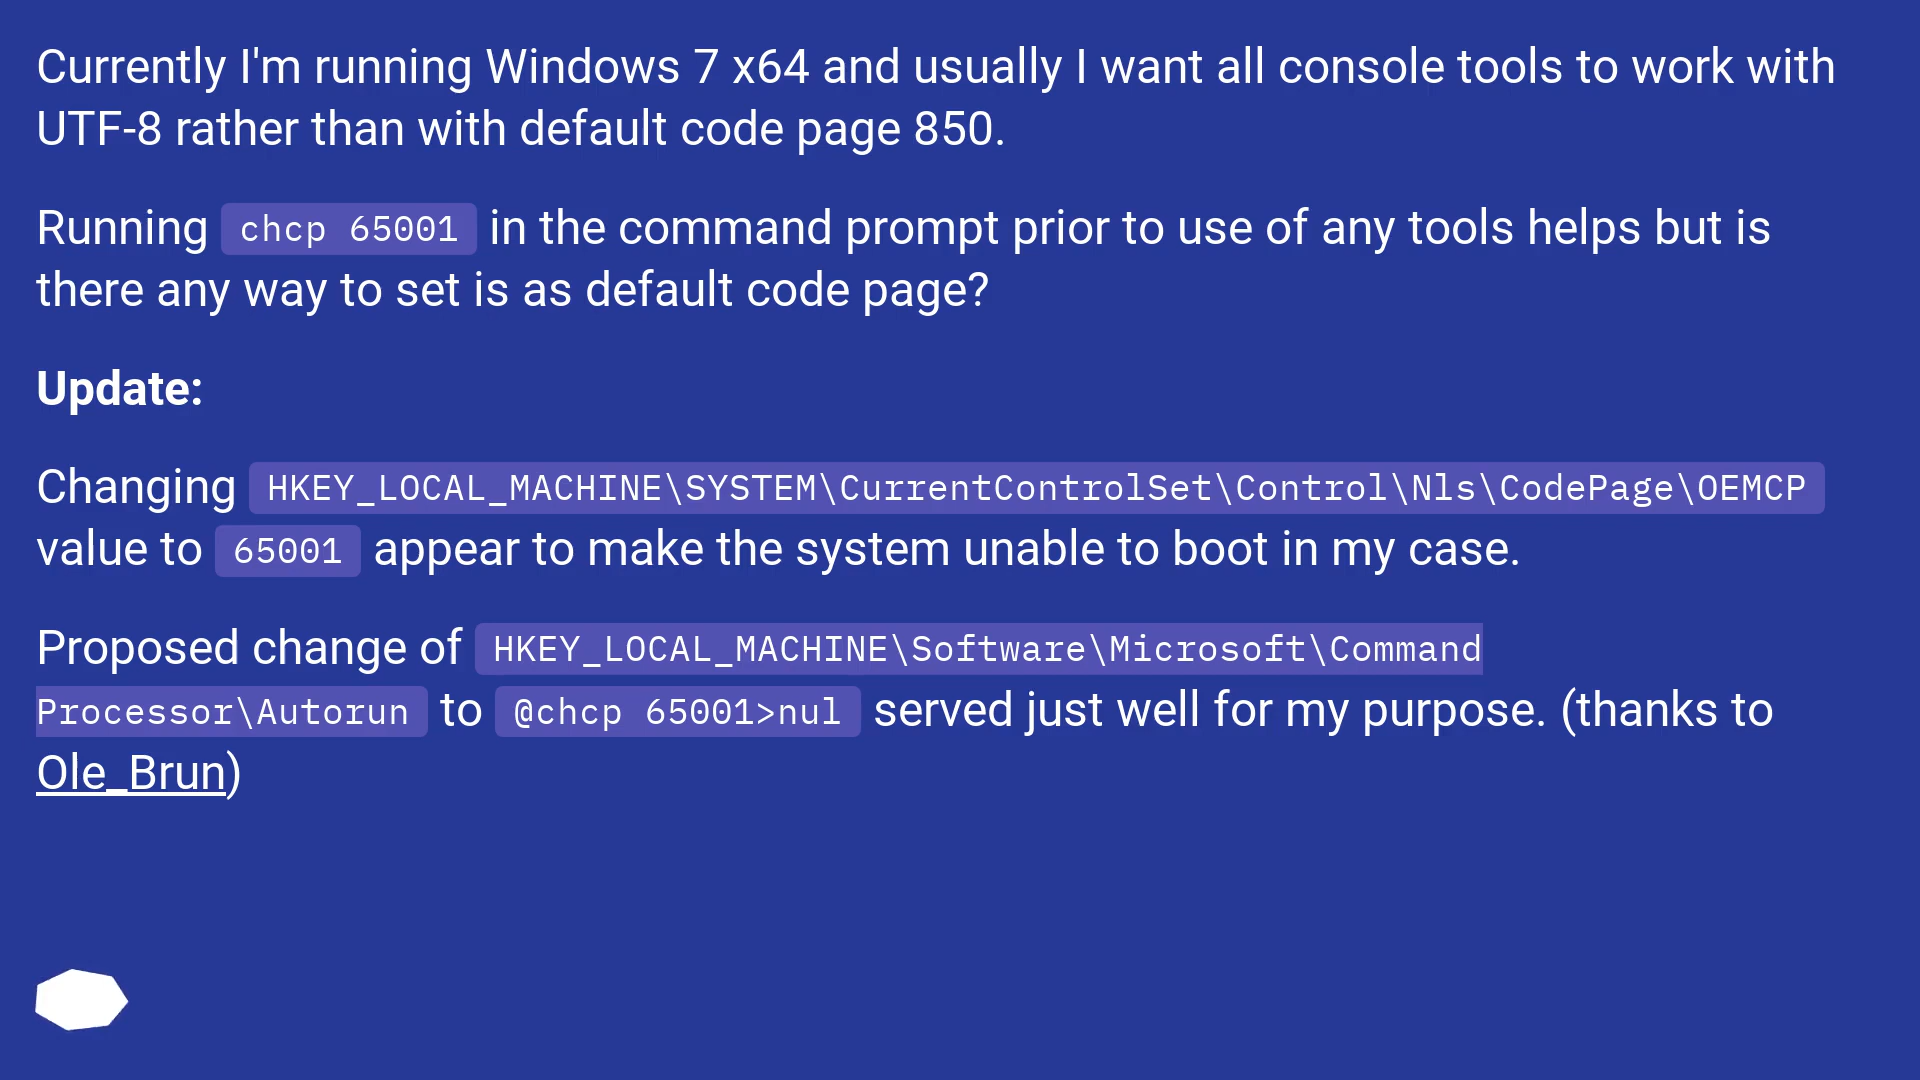 Currently I'm running Windows 7 x64 and usually I want all console tools to work with
UTF-8 rather than with default code page 850.
Running chcp 65001 in the command prompt prior to use of any tools helps but is
there any way to set is as default code page?
Update:
Changing HKEY_LOCAL_MACHINE\SYSTEM\CurrentControlSet\Control\Nls\CodePage\OEMCP
value to 65001 appear to make the system unable to boot in my case.
Proposed change of HKEY_LOCAL_MACHINE\Software\Microsoft\Command
Processor\Autorun to @chcp 65001>nul served just well for my purpose. (thanks to
Ole_Brun)